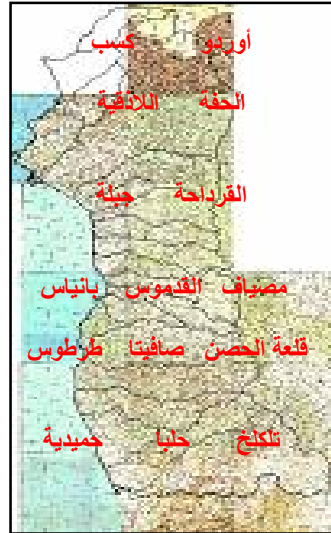 أوردو كسب
الحفة اللاذقية
القرداحة جبلة
مصياف القدموس بانياس
قلعة الحصن صافيتا طرطوس
تلكلخ حلبا حميدية